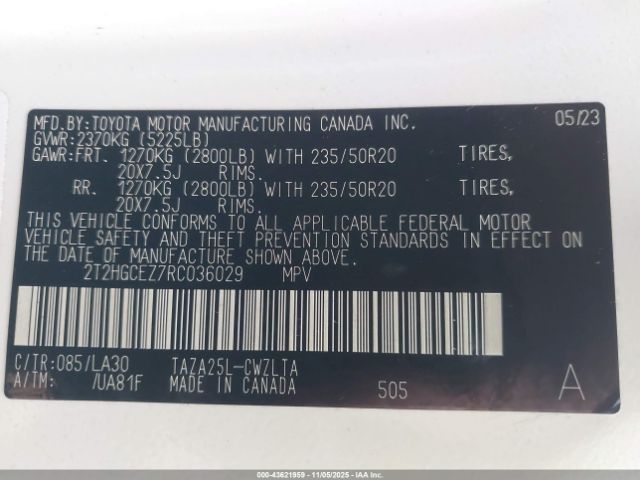 MFD.BY:TOYOTA MOTOR MANUFACTURING CANADA INC. 05/23
GVWR:2370KG (5225LB)
GAWR:FRT. 1270KG (2800LB) WITH 235/50R20 TIRES,
20X7.5J RIMS.
RR. 1270KG (2800LB) WITH 235/50R20 TIRES,
20X7.5J RIMS.
THIS VEHICLE CONFORMS TO ALL APPLICABLE FEDERAL MOTOR
VEHICLE SAFETY AND THEFT PREVENTION STANDARDS IN EFFECT ON
THE DATE OF MANUFACTURE SHOWN ABOVE.
2T2HGCEZ7RC036029 MPV
C/TR:085/LA30 TAZA25L-CWZLTA
A/TM: /UA81F MADE IN CANADA 505 A
000-43621959 - 11/05/2025 - copart.com